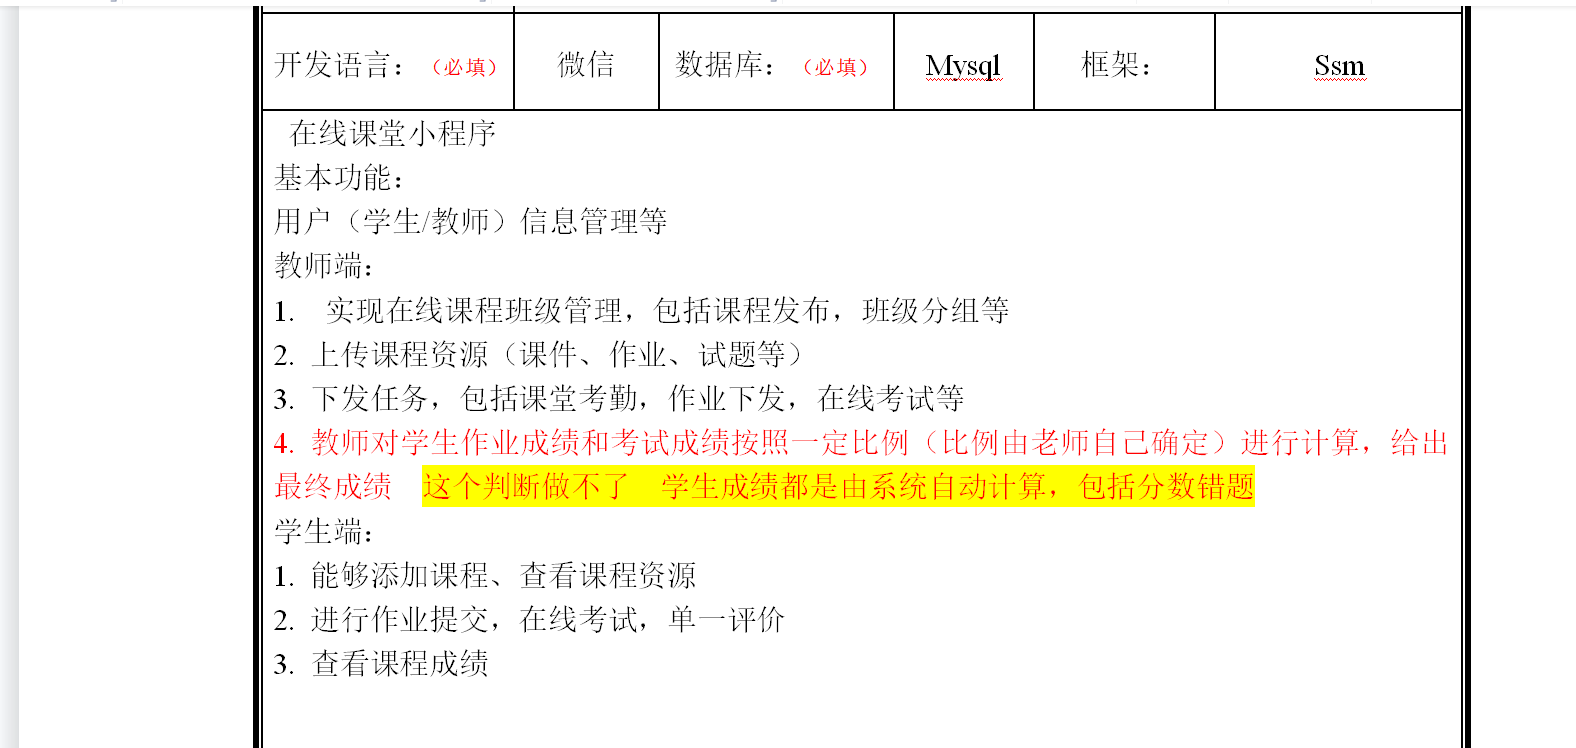 开发语言：（必填） 微信 数据库：（必填） Mysql 框架： Ssm
在线课堂小程序
基本功能：
用户（学生/教师）信息管理等
教师端：
1. 实现在线课程班级管理，包括课程发布，班级分组等
2. 上传课程资源（课件、作业、试题等）
3. 下发任务，包括课堂考勤，作业下发，在线考试等
4. 教师对学生作业成绩和考试成绩按照一定比例（比例由老师自己确定）进行计算，给出
最终成绩 这个判断做不了 学生成绩都是由系统自动计算，包括分数错题
学生端：
1. 能够添加课程、查看课程资源
2. 进行作业提交，在线考试，单一评价
3. 查看课程成绩